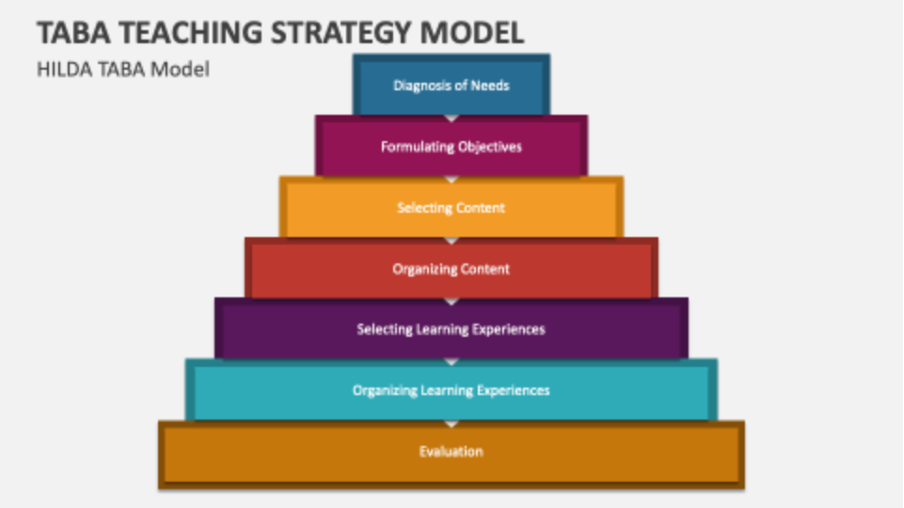 TABA TEACHING STRATEGY MODEL
HILDA TABA Model
Diagnosis of Needs
Formulating Objectives
Selecting Content
Organizing Content
Selecting Learning Experiences
Organizing Learning Experiences
Evaluation